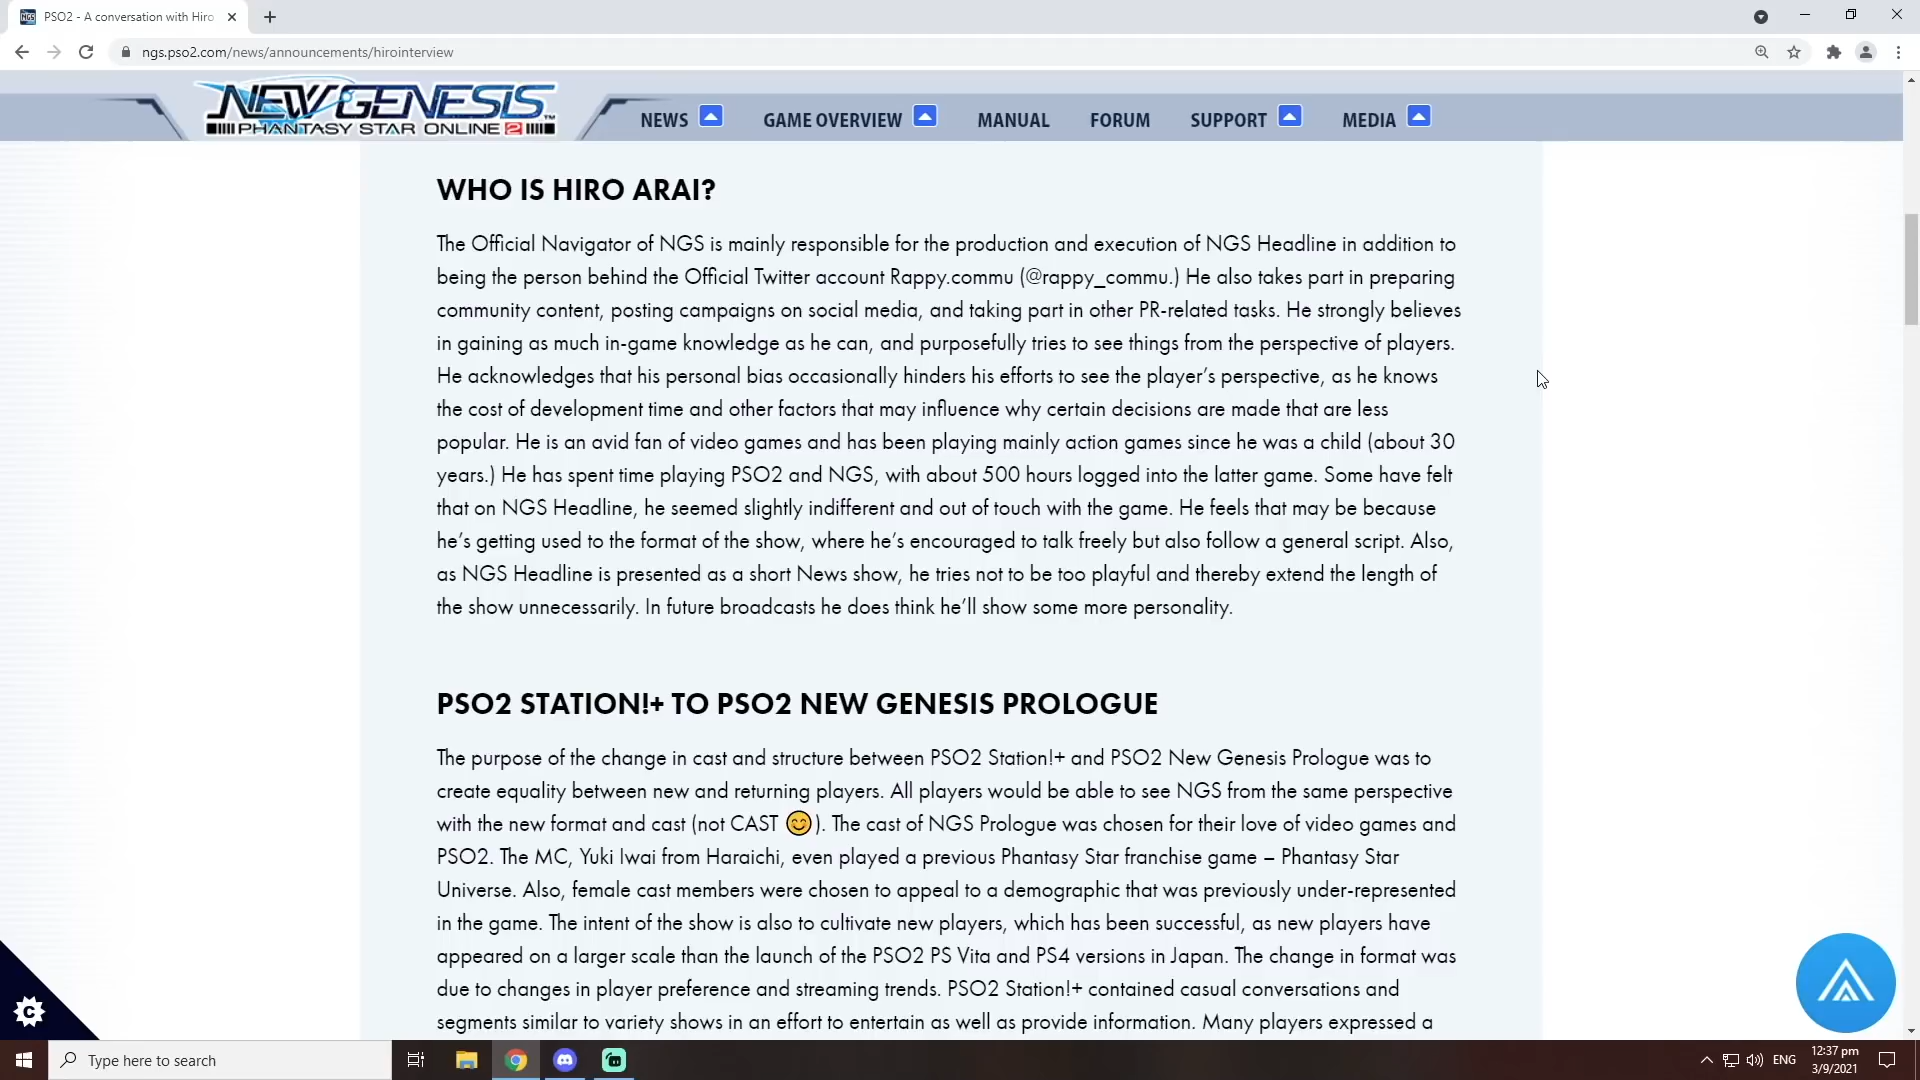 PSO2 - A conversation with Hiro
ngs.pso2.com/news/announcements/hirointerview
NEW GENESIS
PHANTASY STAR ONLINE 2
NEWS
GAME OVERVIEW
MANUAL
FORUM
SUPPORT
MEDIA
WHO IS HIRO ARAI?
The Official Navigator of NGS is mainly responsible for the production and execution of NGS Headline in addition to
being the person behind the Official Twitter account Rappy.commu (@rappy_commu.) He also takes part in preparing
community content, posting campaigns on social media, and taking part in other PR-related tasks. He strongly believes
in gaining as much in-game knowledge as he can, and purposefully tries to see things from the perspective of players.
He acknowledges that his personal bias occasionally hinders his efforts to see the player's perspective, as he knows
the cost of development time and other factors that may influence why certain decisions are made that are less
popular. He is an avid fan of video games and has been playing mainly action games since he was a child (about 30
years.) He has spent time playing PSO2 and NGS, with about 500 hours logged into the latter game. Some have felt
that on NGS Headline, he seemed slightly indifferent and out of touch with the game. He feels that may be because
he's getting used to the format of the show, where he's encouraged to talk freely but also follow a general script. Also,
as NGS Headline is presented as a short News show, he tries not to be too playful and thereby extend the length of
the show unnecessarily. In future broadcasts he does think he'll show some more personality.
PSO2 STATION!+ TO PSO2 NEW GENESIS PROLOGUE
The purpose of the change in cast and structure between PSO2 Station!+ and PSO2 New Genesis Prologue was to
create equality between new and returning players. All players would be able to see NGS from the same perspective
with the new format and cast (not CAST 😊). The cast of NGS Prologue was chosen for their love of video games and
PSO2. The MC, Yuki Iwai from Haraichi, even played a previous Phantasy Star franchise game – Phantasy Star
Universe. Also, female cast members were chosen to appeal to a demographic that was previously under-represented
in the game. The intent of the show is also to cultivate new players, which has been successful, as new players have
appeared on a larger scale than the launch of the PSO2 PS Vita and PS4 versions in Japan. The change in format was
due to changes in player preference and streaming trends. PSO2 Station!+ contained casual conversations and
segments similar to variety shows in an effort to entertain as well as provide information. Many players expressed a
C
Type here to search
ENG
12:37 pm
3/9/2021